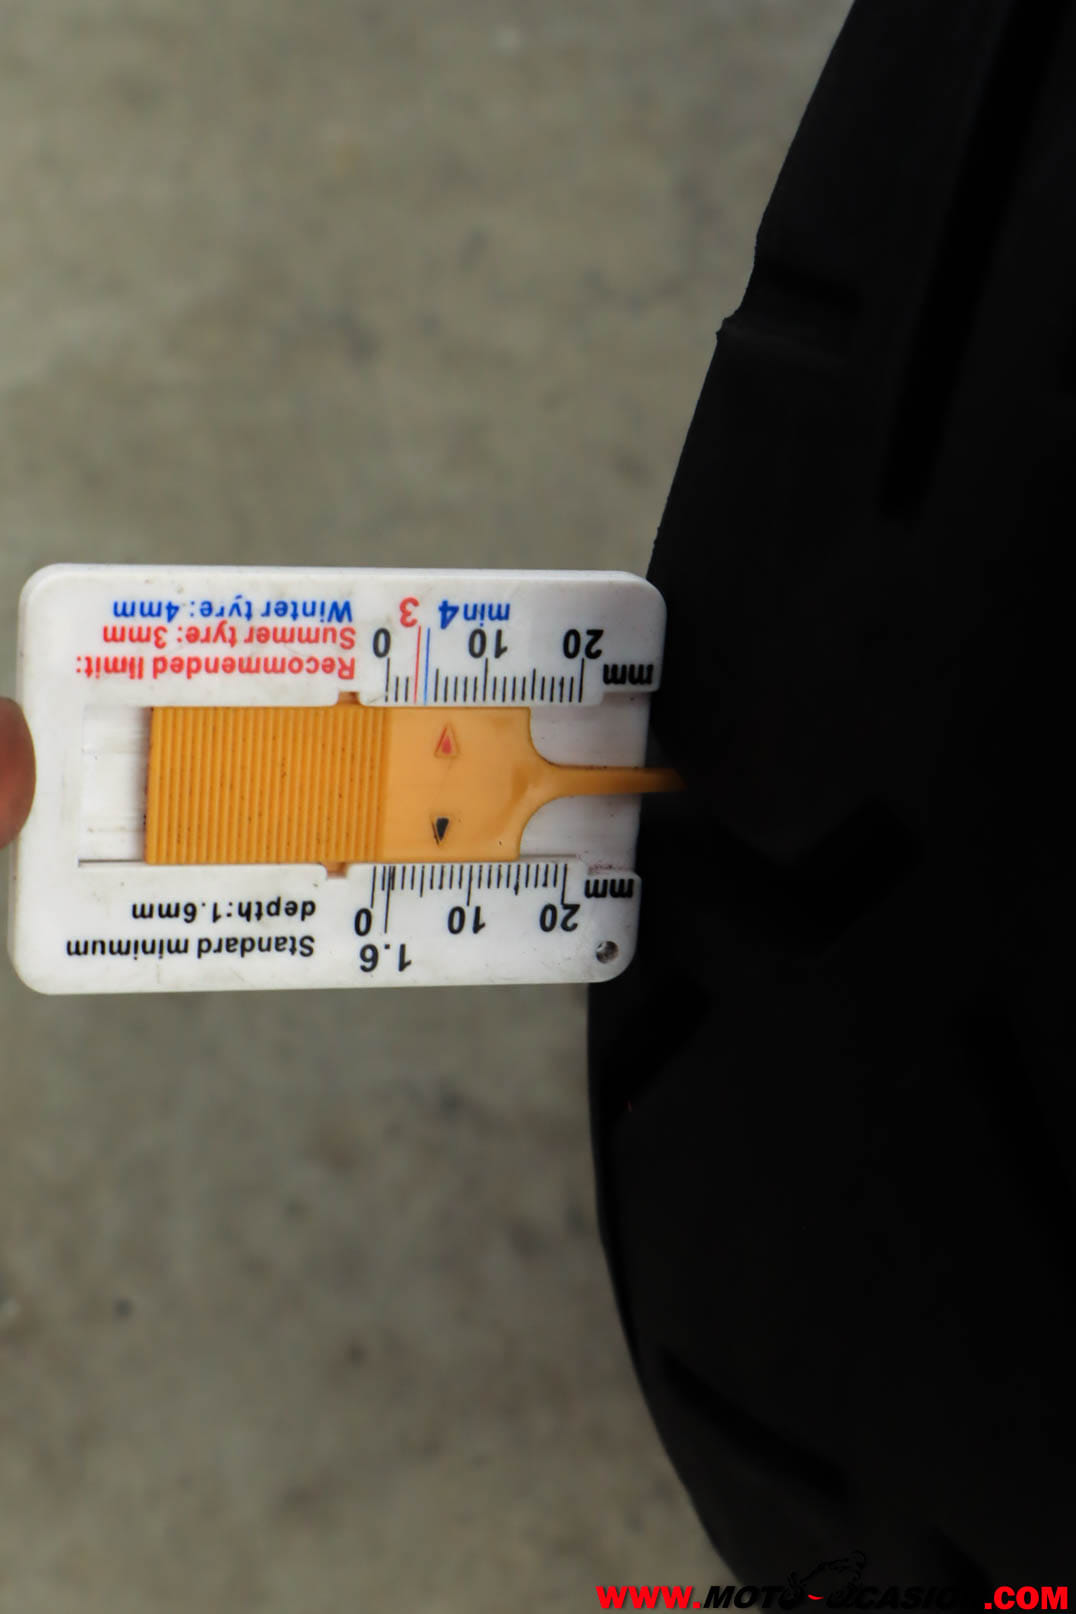 Standard minimum
depth:1.6mm
1.6
0 10 20
mm
mm
0 10 20
3 min4
Recommended limit:
Summer tyre: 3mm
Winter tyre: 4mm
WWW.MOTO CASION.COM